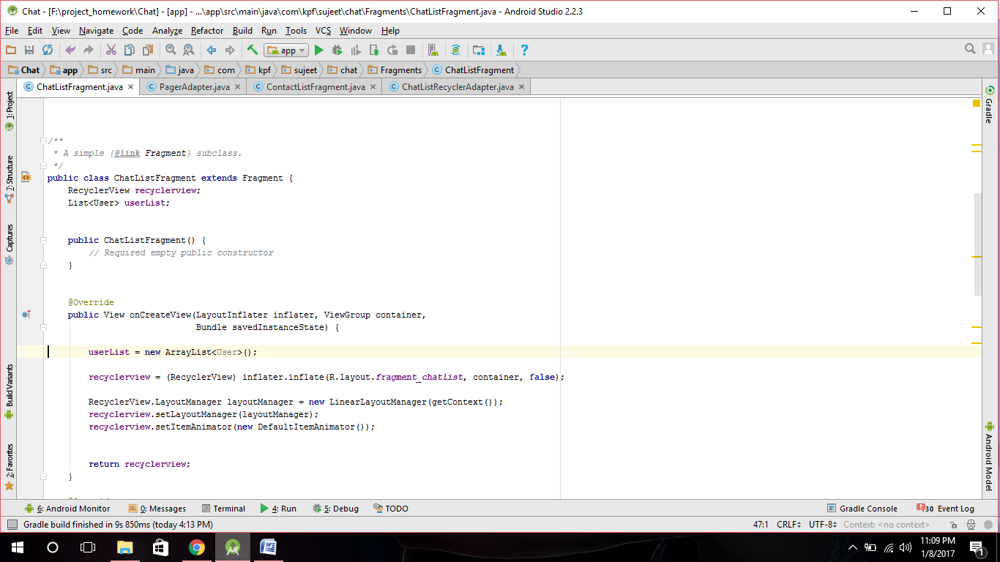 Chat - [F:\project_homework\Chat] - [app] - ...\app\src\main\java\com\kpf\sujeet\chat\Fragments\ChatListFragment.java - Android Studio 2.2.3
File Edit View Navigate Code Analyze Refactor Build Run Tools VCS Window Help
app
Chat app src main java com kpf sujeet chat Fragments ChatListFragment
ChatListFragment.java PagerAdapter.java ContactListFragment.java ChatListRecyclerAdapter.java
1: Project
7: Structure
Captures
Build Variants
2: Favorites
/**
* A simple {@link Fragment} subclass.
*/
public class ChatListFragment extends Fragment {
RecyclerView recyclerview;
List<User> userList;
public ChatListFragment() {
// Required empty public constructor
}
@Override
public View onCreateView(LayoutInflater inflater, ViewGroup container,
Bundle savedInstanceState) {
userList = new ArrayList<User>();
recyclerview = (RecyclerView) inflater.inflate(R.layout.fragment_chatlist, container, false);
RecyclerView.LayoutManager layoutManager = new LinearLayoutManager(getContext());
recyclerview.setLayoutManager(layoutManager);
recyclerview.setItemAnimator(new DefaultItemAnimator());
return recyclerview;
}
Gradle
Android Model
6: Android Monitor 0: Messages Terminal 4: Run 5: Debug TODO Gradle Console 30 Event Log
Gradle build finished in 9s 850ms (today 4:13 PM) 47:1 CRLF UTF-8 Context: <no context>
11:09 PM
1/8/2017
1